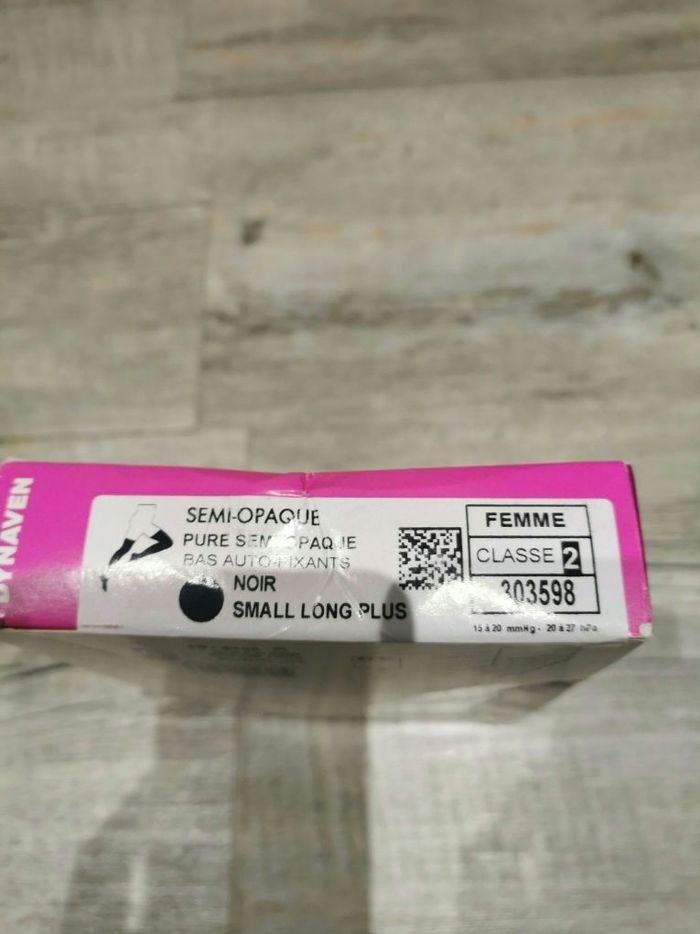 DYNAVEN
SEMI-OPAQUE
PURE SEMI-OPAQUE
BAS AUTO-FIXANTS
NOIR
SMALL LONG PLUS
FEMME
CLASSE 2
303598
15 à 20 mmHg - 20 à 27 hPa